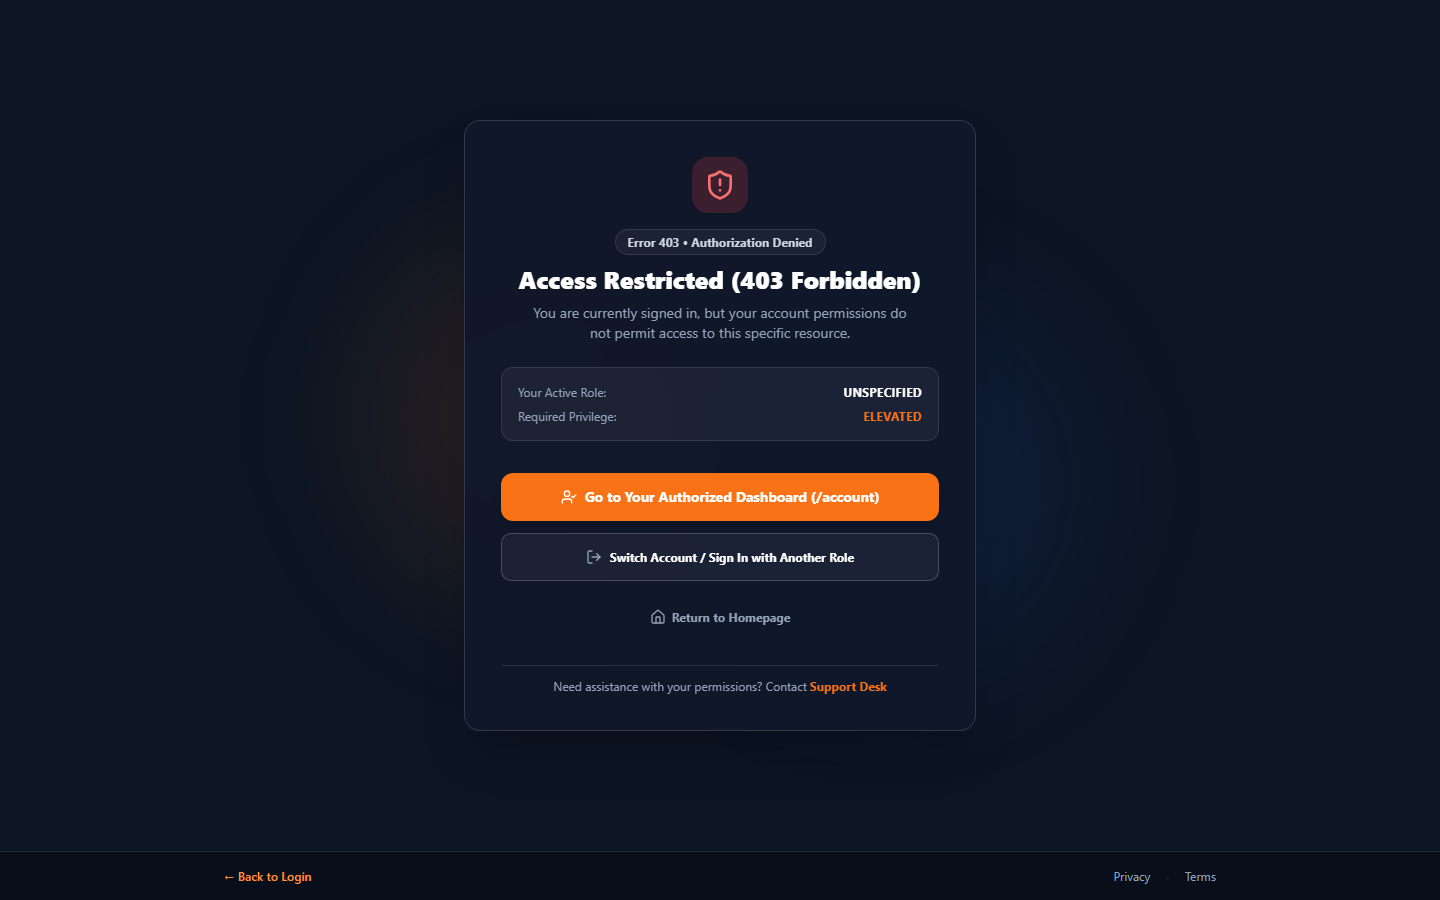 Error 403 • Authorization Denied
Access Restricted (403 Forbidden)
You are currently signed in, but your account permissions do
not permit access to this specific resource.
Your Active Role: UNSPECIFIED
Required Privilege: ELEVATED
Go to Your Authorized Dashboard (/account)
Switch Account / Sign In with Another Role
Return to Homepage
Need assistance with your permissions? Contact Support Desk
← Back to Login
Privacy · Terms